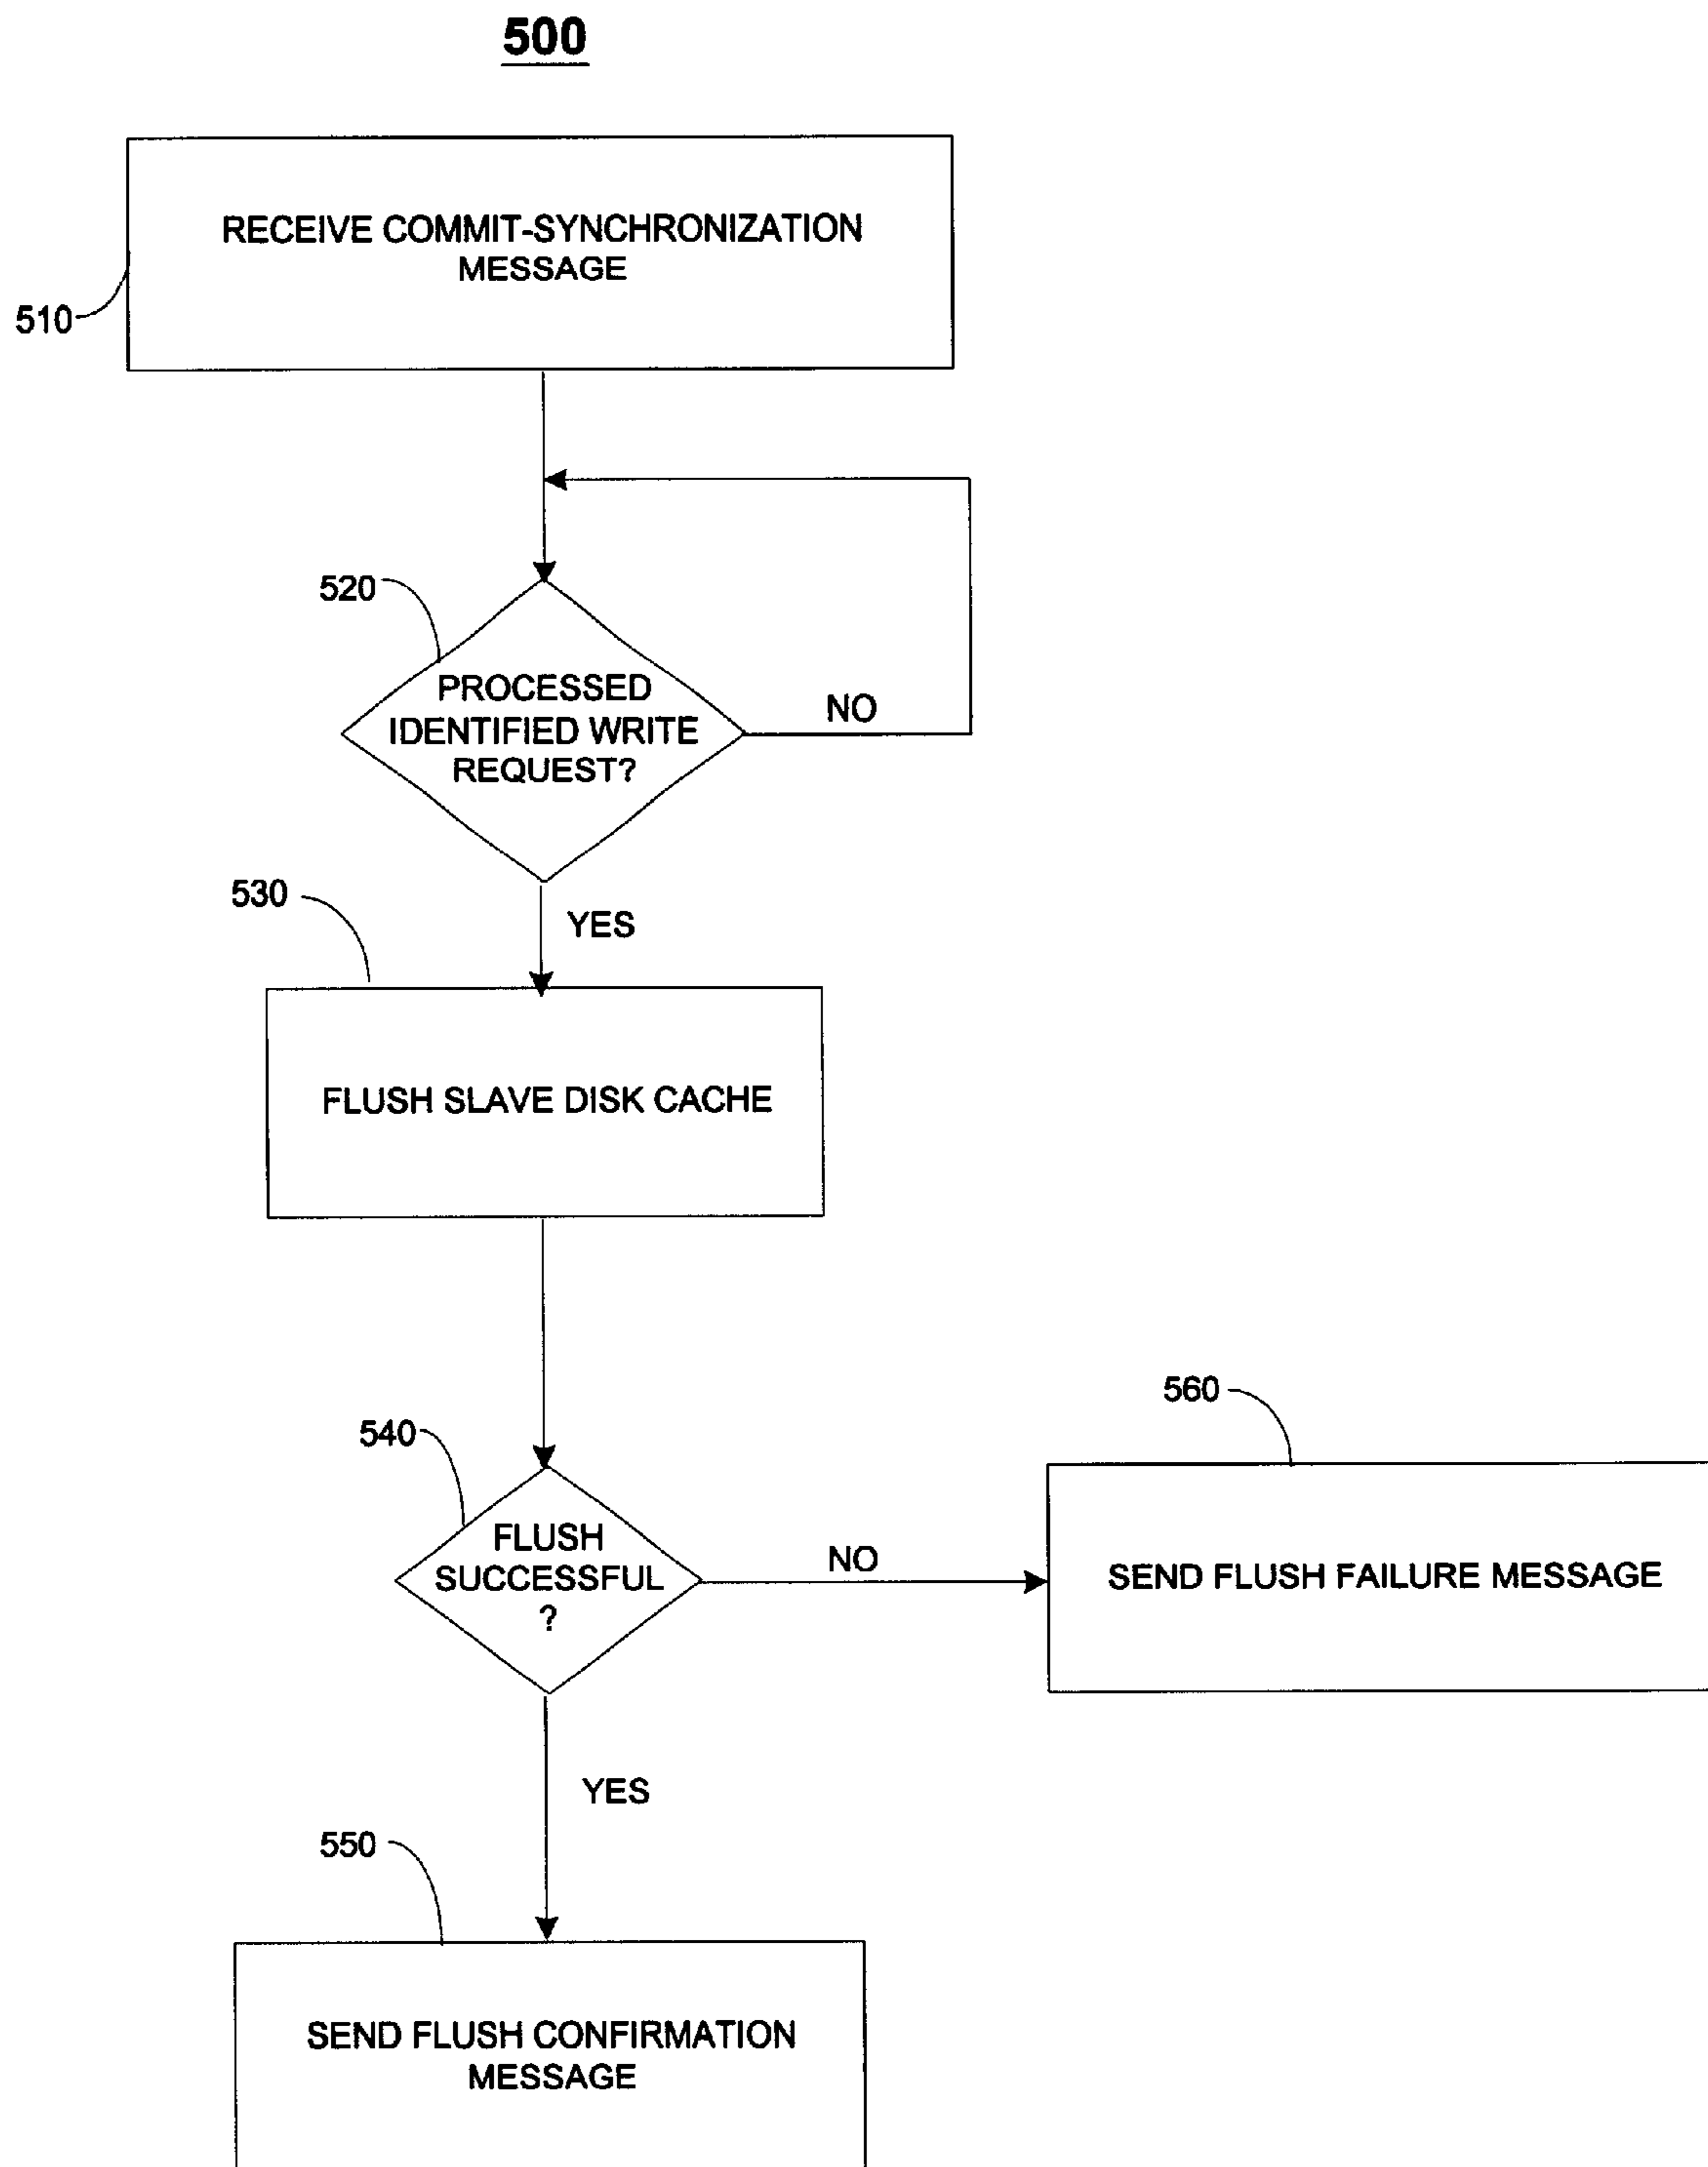 500
RECEIVE COMMIT-SYNCHRONIZATION
MESSAGE
510
520
PROCESSED
IDENTIFIED WRITE
REQUEST?
NO
530
YES
FLUSH SLAVE DISK CACHE
560
540
FLUSH
SUCCESSFUL
?
NO
SEND FLUSH FAILURE MESSAGE
YES
550
SEND FLUSH CONFIRMATION
MESSAGE